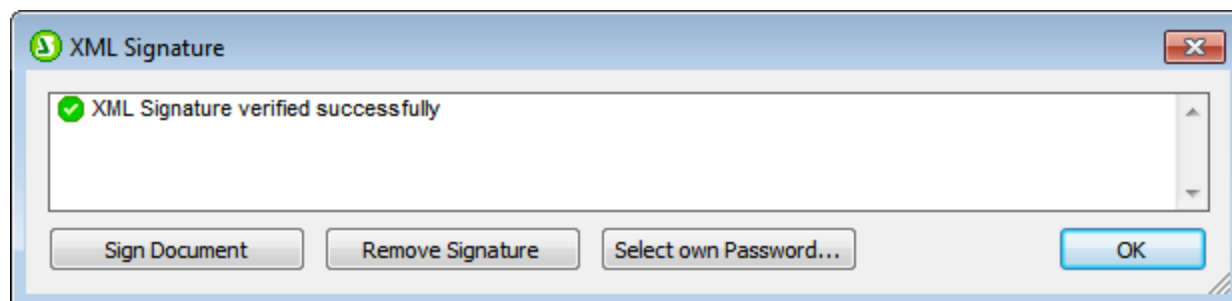 XML Signature
XML Signature verified successfully
Sign Document
Remove Signature
Select own Password...
OK